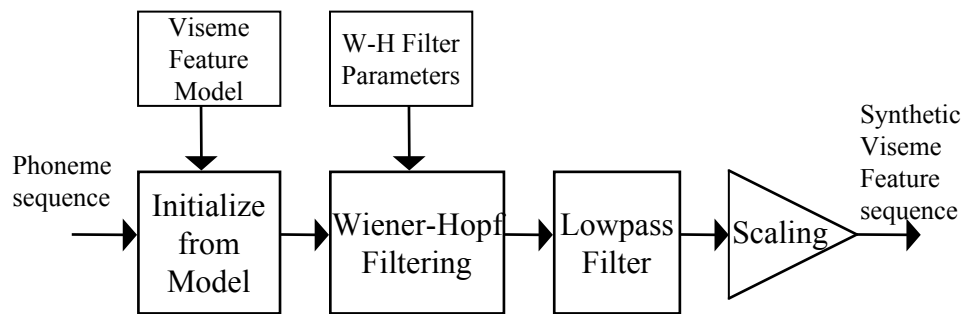 Viseme
Feature
Model
W-H Filter
Parameters
Phoneme
sequence
Initialize
from
Model
Wiener-Hopf
Filtering
Lowpass
Filter
Scaling
Synthetic
Viseme
Feature
sequence